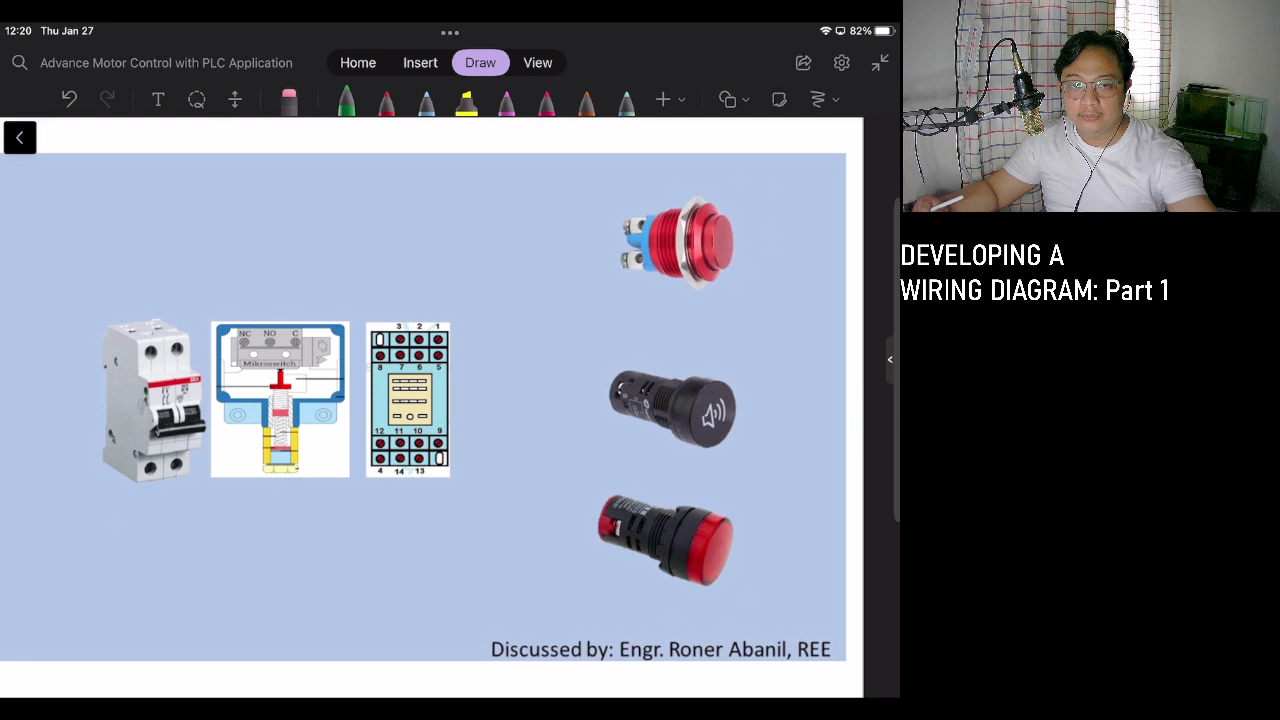 12:20 Thu Jan 27
82%
Advance Motor Control with PLC Application
Home Insert Draw View
T
DEVELOPING A
WIRING DIAGRAM: Part 1
NC NO C
Mikroswitch
3 2 1
8 7 6 5
12 11 10 9
4 14 13
Discussed by: Engr. Roner Abanil, REE